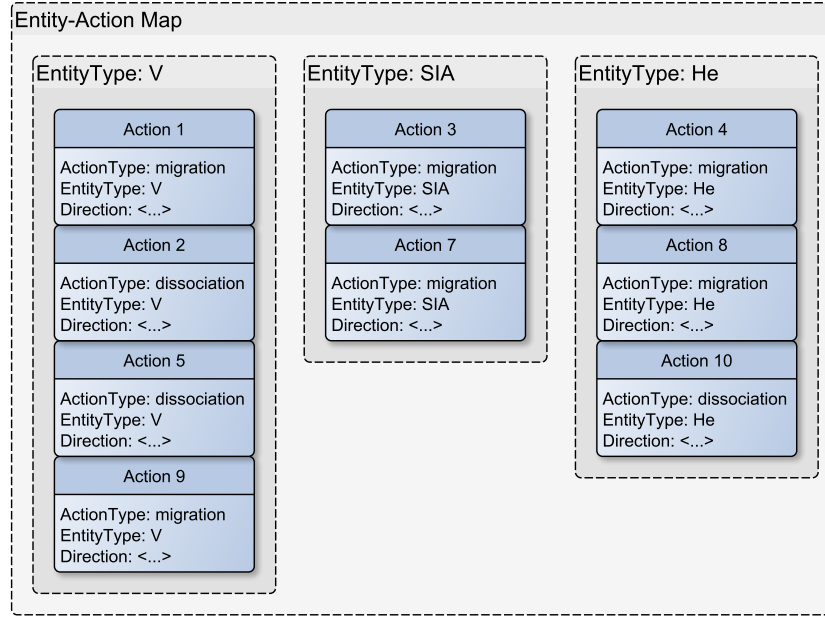 Entity-Action Map
EntityType: V
Action 1
ActionType: migration
EntityType: V
Direction: <...>
Action 2
ActionType: dissociation
EntityType: V
Direction: <...>
Action 5
ActionType: dissociation
EntityType: V
Direction: <...>
Action 9
ActionType: migration
EntityType: V
Direction: <...>
EntityType: SIA
Action 3
ActionType: migration
EntityType: SIA
Direction: <...>
Action 7
ActionType: migration
EntityType: SIA
Direction: <...>
EntityType: He
Action 4
ActionType: migration
EntityType: He
Direction: <...>
Action 8
ActionType: migration
EntityType: He
Direction: <...>
Action 10
ActionType: dissociation
EntityType: He
Direction: <...>